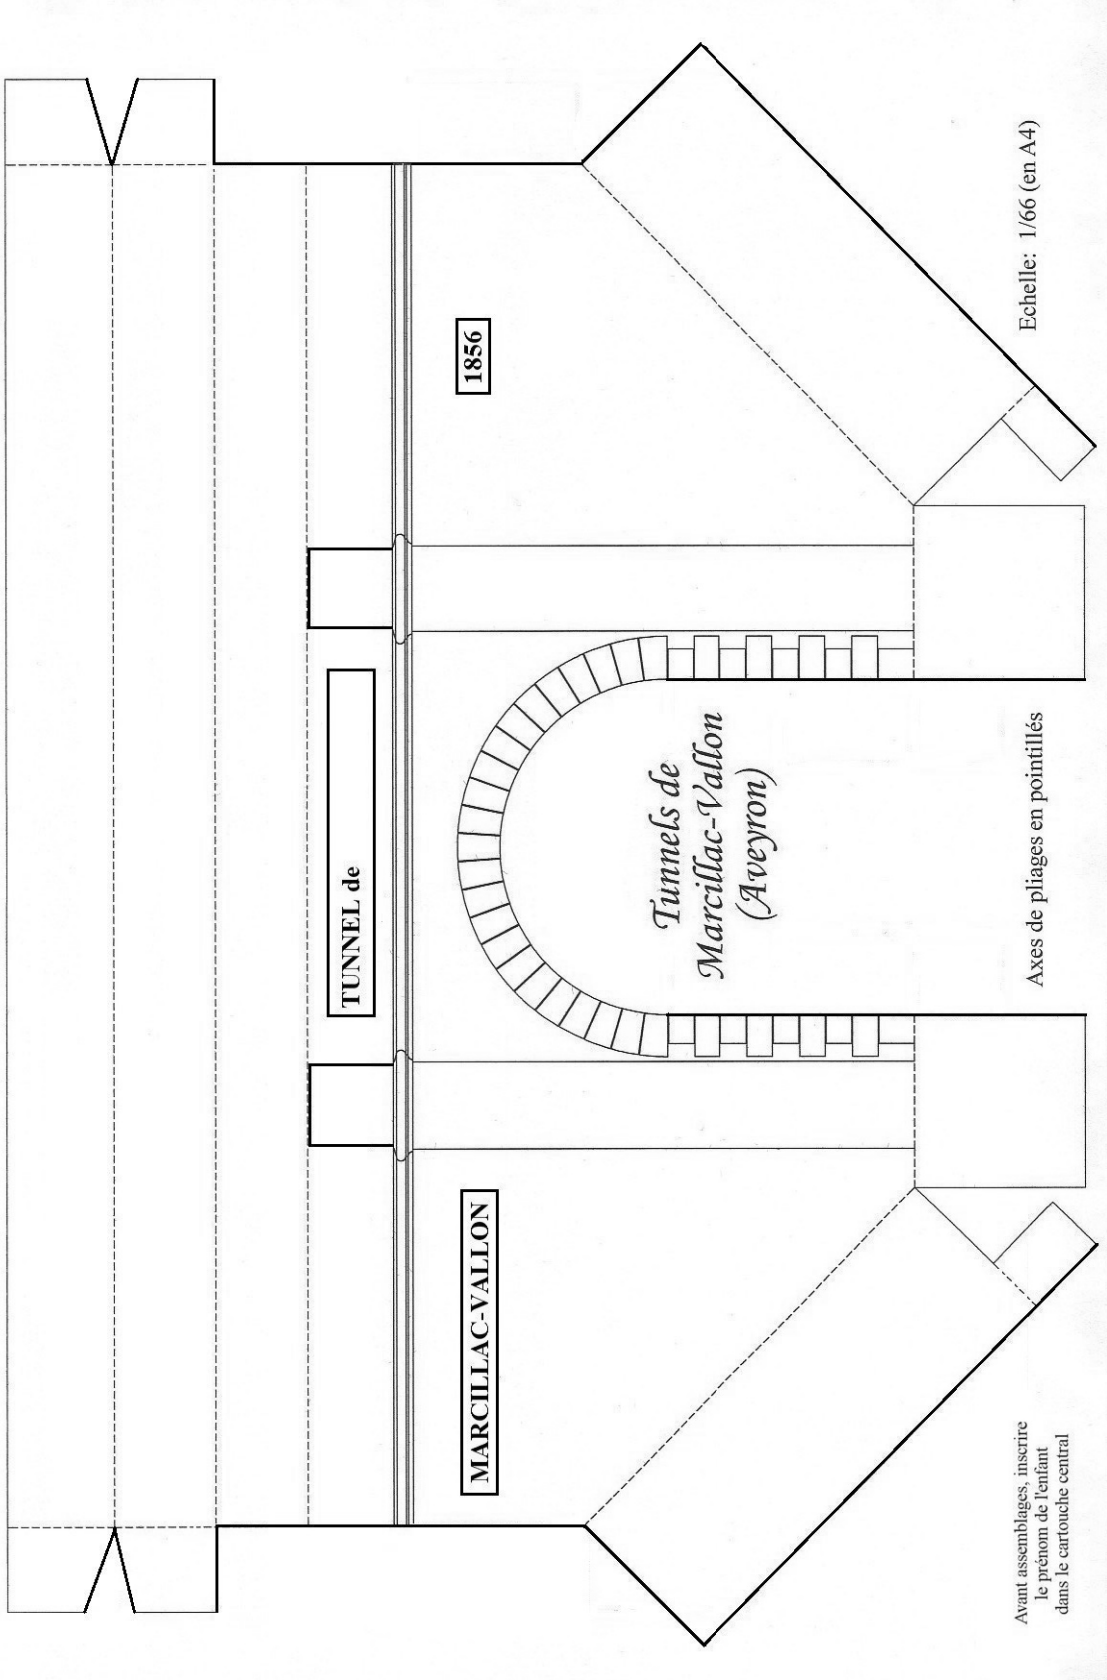 TUNNEL de
MARCILLAC-VALLON
1856
Tunnels de
Marcillac-Vallon
(Aveyron)
Avant assemblages, inscrire
le prénom de l'enfant
dans le cartouche central
Axes de pliages en pointillés
Echelle: 1/66 (en A4)